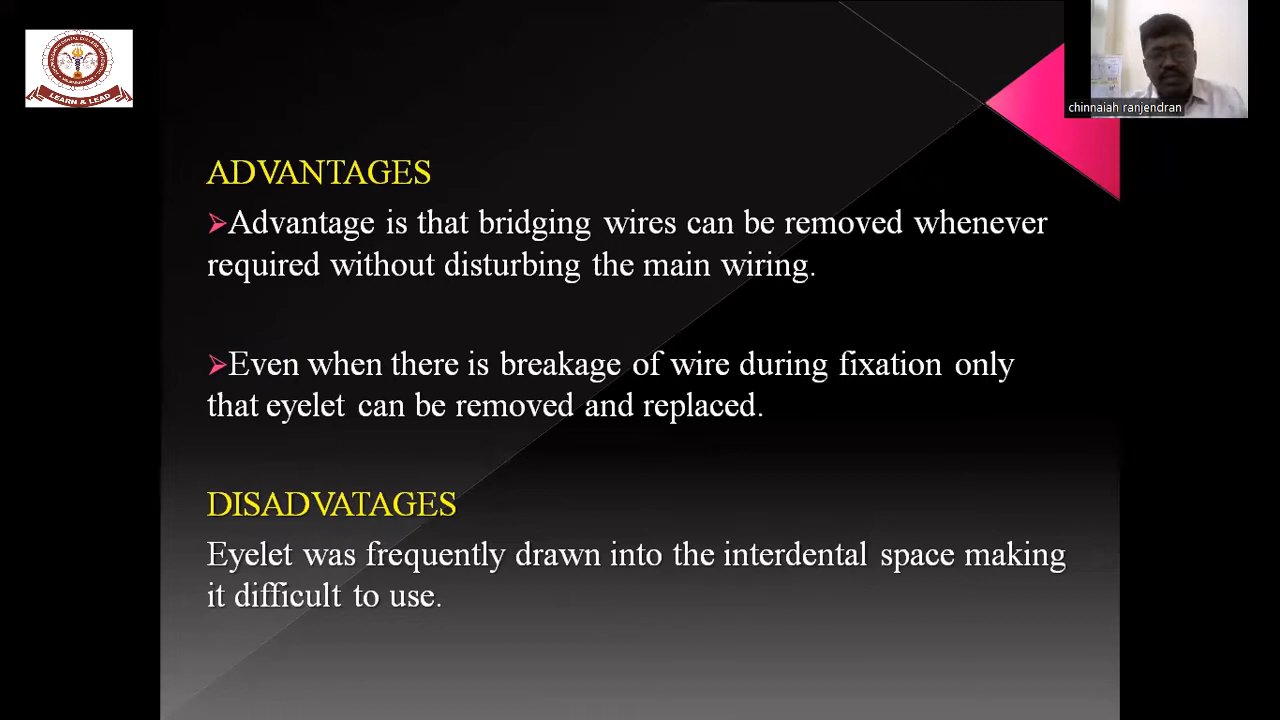 LEARN & LEAD
chinnaiah ranjendran
ADVANTAGES
Advantage is that bridging wires can be removed whenever
required without disturbing the main wiring.
Even when there is breakage of wire during fixation only
that eyelet can be removed and replaced.
DISADVATAGES
Eyelet was frequently drawn into the interdental space making
it difficult to use.